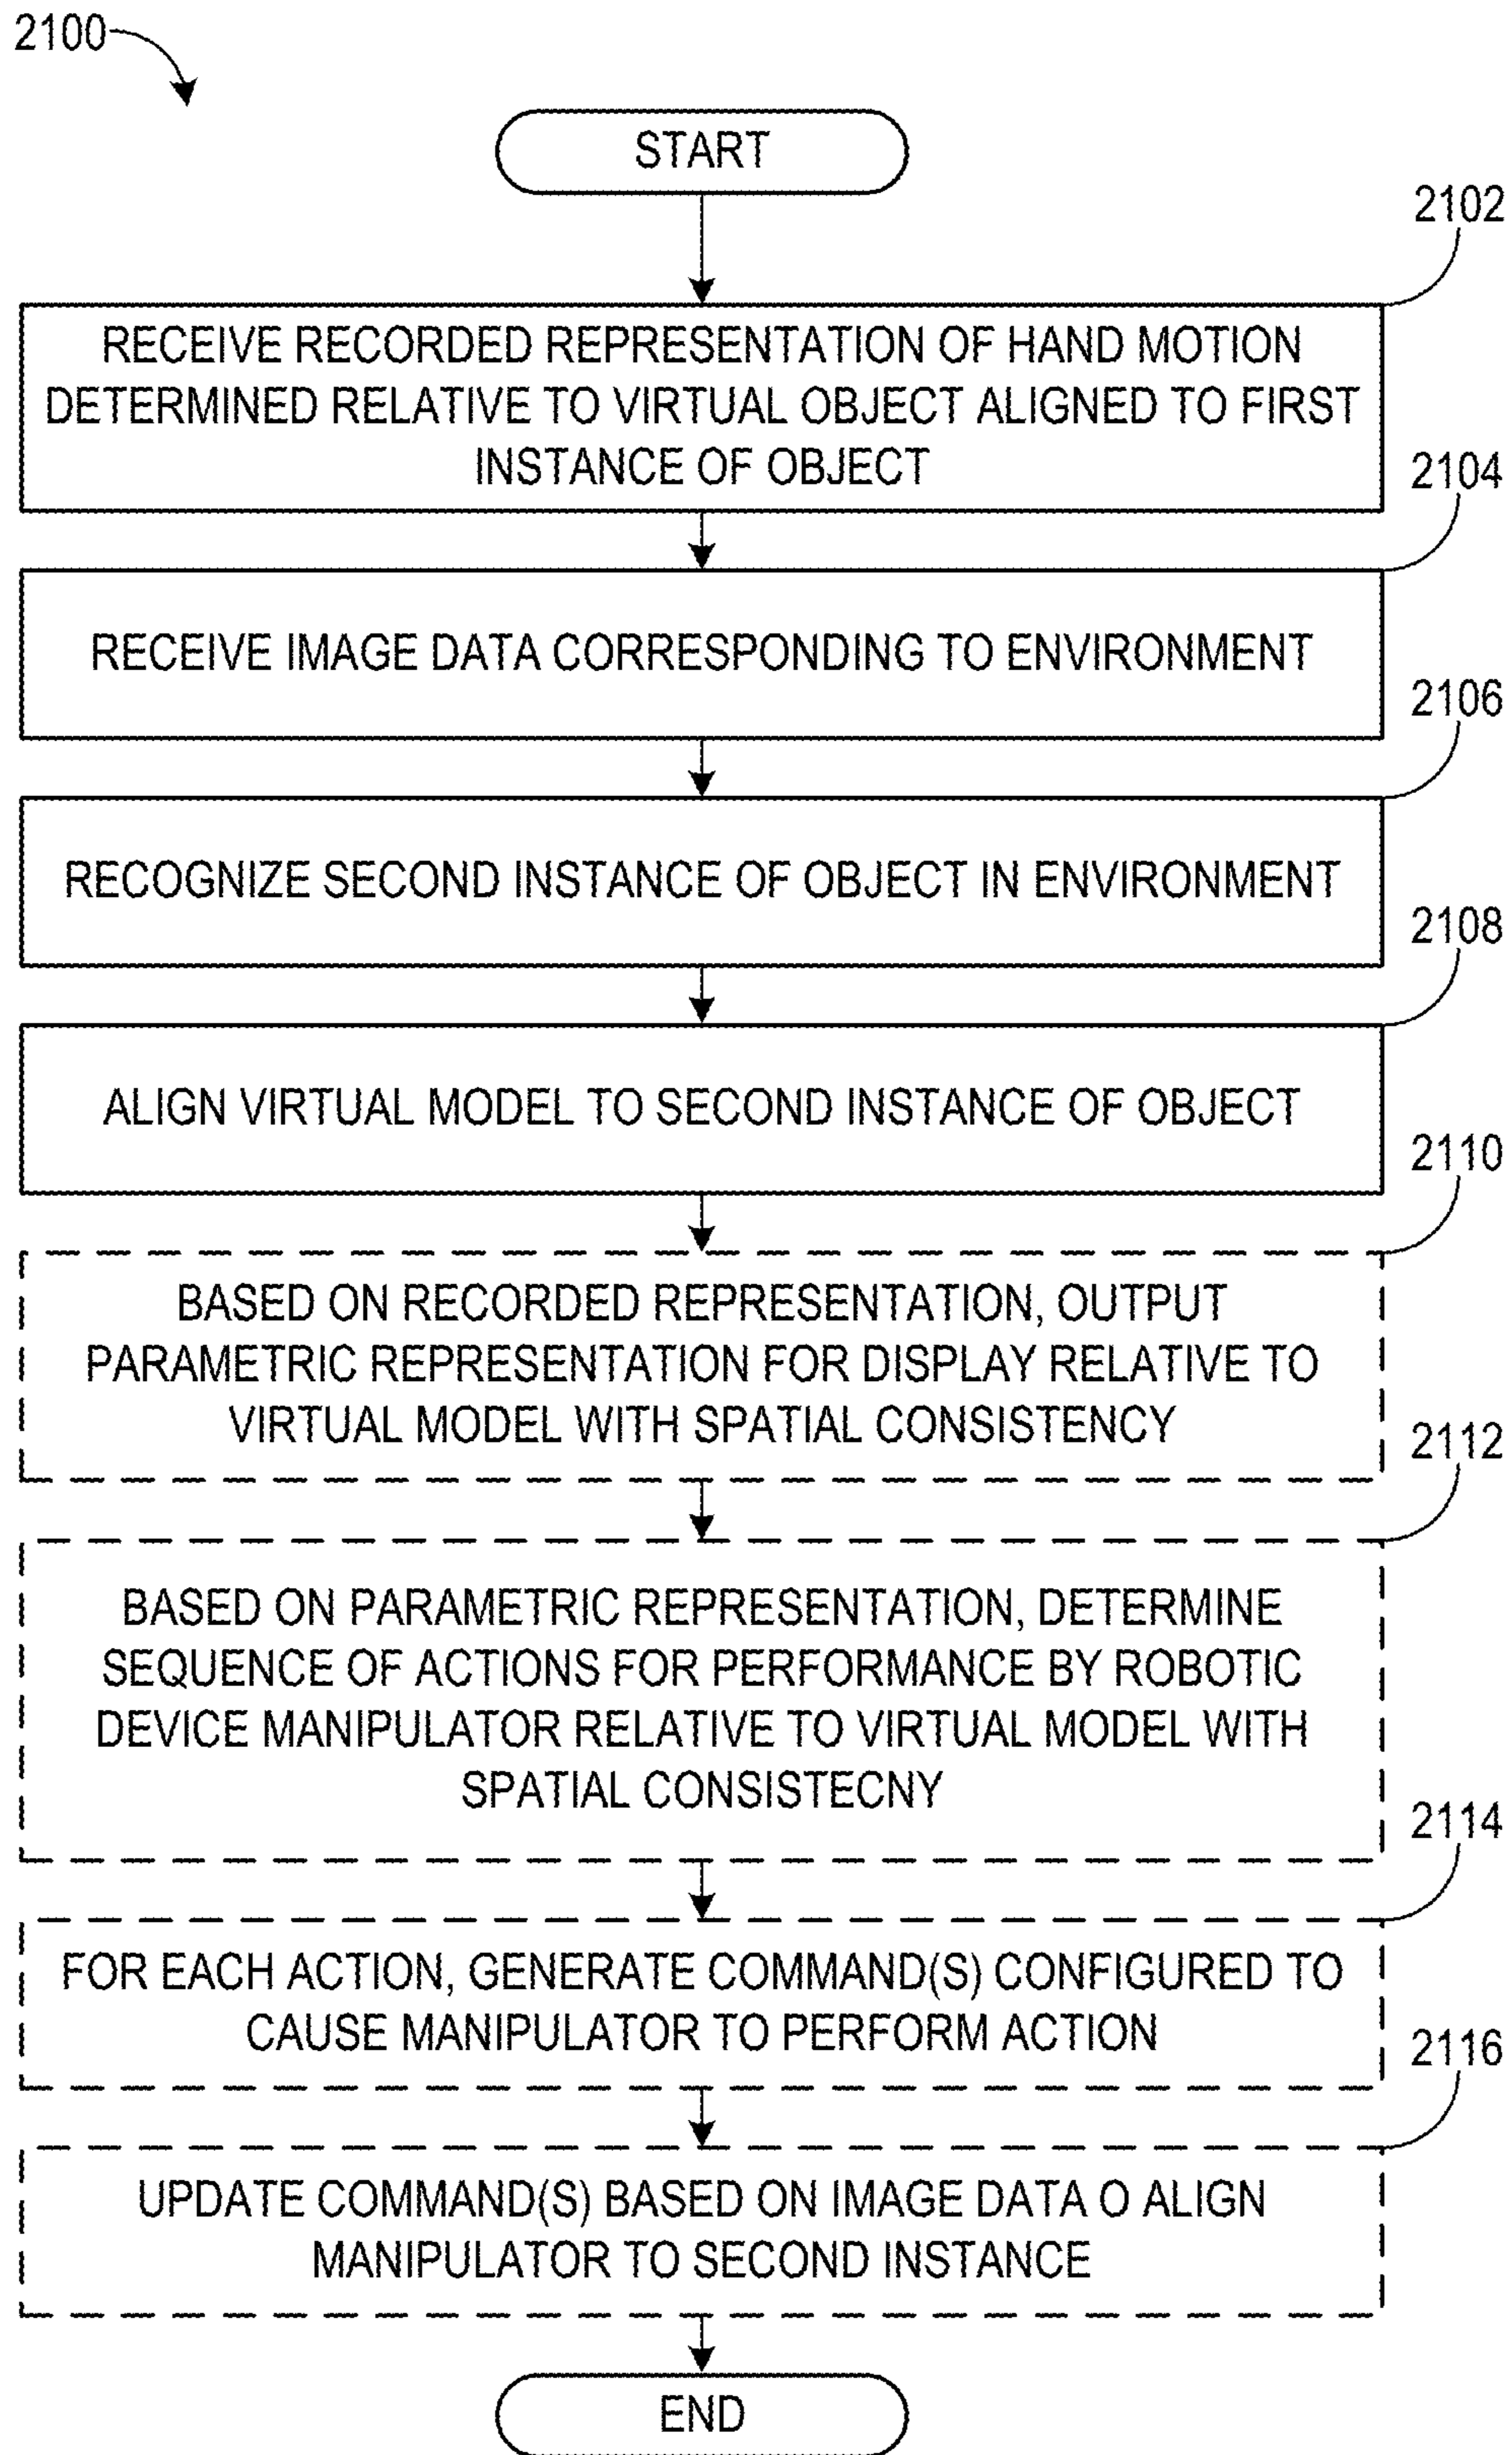 2100
START
2102
RECEIVE RECORDED REPRESENTATION OF HAND MOTION
DETERMINED RELATIVE TO VIRTUAL OBJECT ALIGNED TO FIRST
INSTANCE OF OBJECT
2104
RECEIVE IMAGE DATA CORRESPONDING TO ENVIRONMENT
2106
RECOGNIZE SECOND INSTANCE OF OBJECT IN ENVIRONMENT
2108
ALIGN VIRTUAL MODEL TO SECOND INSTANCE OF OBJECT
2110
BASED ON RECORDED REPRESENTATION, OUTPUT
PARAMETRIC REPRESENTATION FOR DISPLAY RELATIVE TO
VIRTUAL MODEL WITH SPATIAL CONSISTENCY
2112
BASED ON PARAMETRIC REPRESENTATION, DETERMINE
SEQUENCE OF ACTIONS FOR PERFORMANCE BY ROBOTIC
DEVICE MANIPULATOR RELATIVE TO VIRTUAL MODEL WITH
SPATIAL CONSISTECNY
2114
FOR EACH ACTION, GENERATE COMMAND(S) CONFIGURED TO
CAUSE MANIPULATOR TO PERFORM ACTION
2116
UPDATE COMMAND(S) BASED ON IMAGE DATA O ALIGN
MANIPULATOR TO SECOND INSTANCE
END